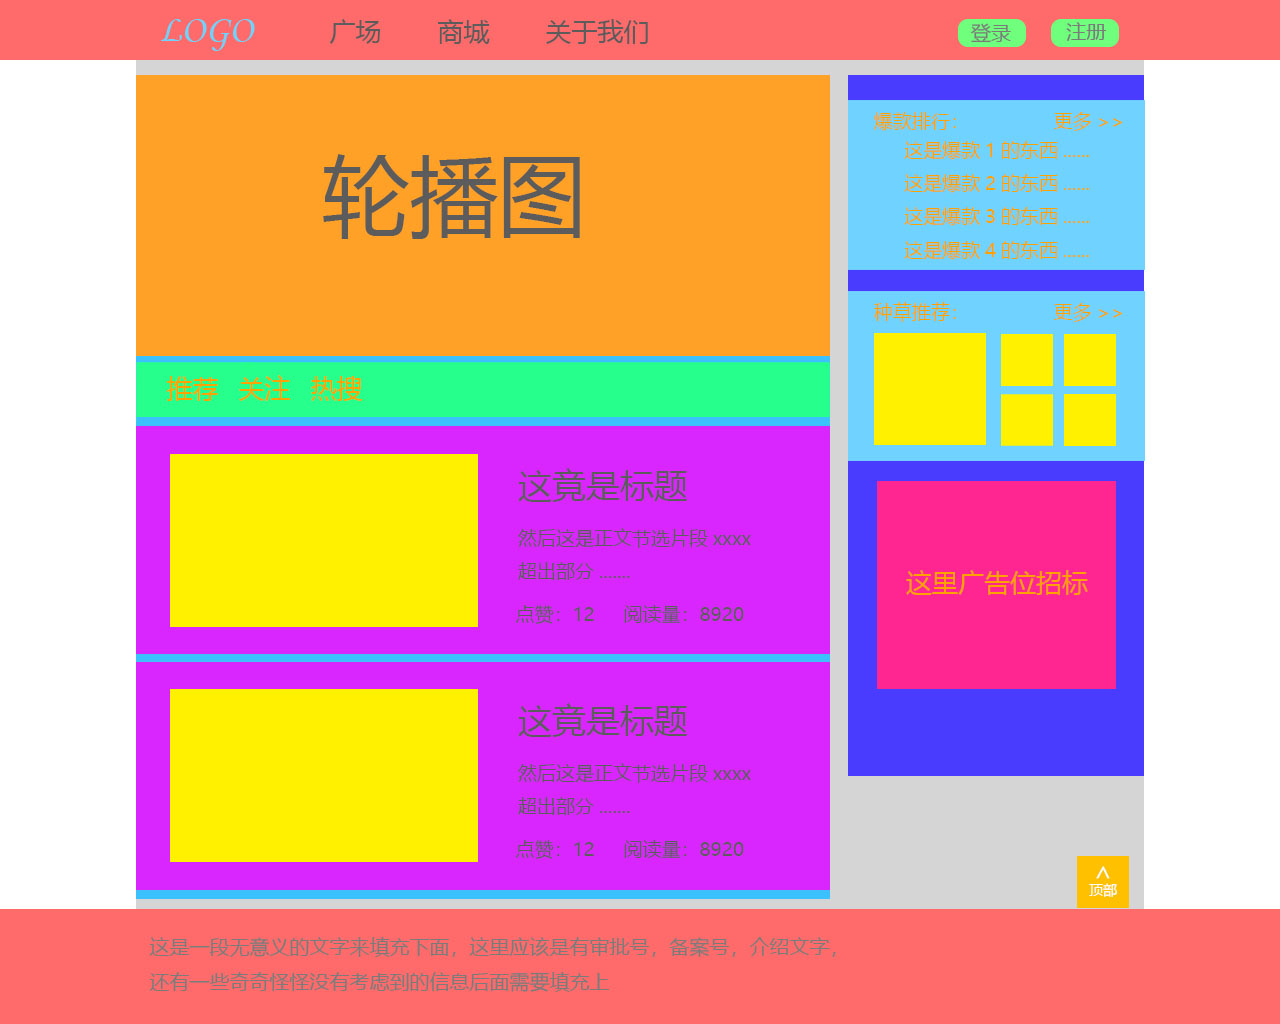 LOGO 广场 商城 关于我们 登录 注册
轮播图
推荐 关注 热搜
这竟是标题
然后这是正文节选片段 xxxx
超出部分 .......
点赞：12 阅读量：8920
这竟是标题
然后这是正文节选片段 xxxx
超出部分 .......
点赞：12 阅读量：8920
爆款排行： 更多 >>
这是爆款 1 的东西 ......
这是爆款 2 的东西 ......
这是爆款 3 的东西 ......
这是爆款 4 的东西 ......
种草推荐： 更多 >>
这里广告位招标
顶部
这是一段无意义的文字来填充下面，这里应该是有审批号，备案号，介绍文字，
还有一些奇奇怪怪没有考虑到的信息后面需要填充上